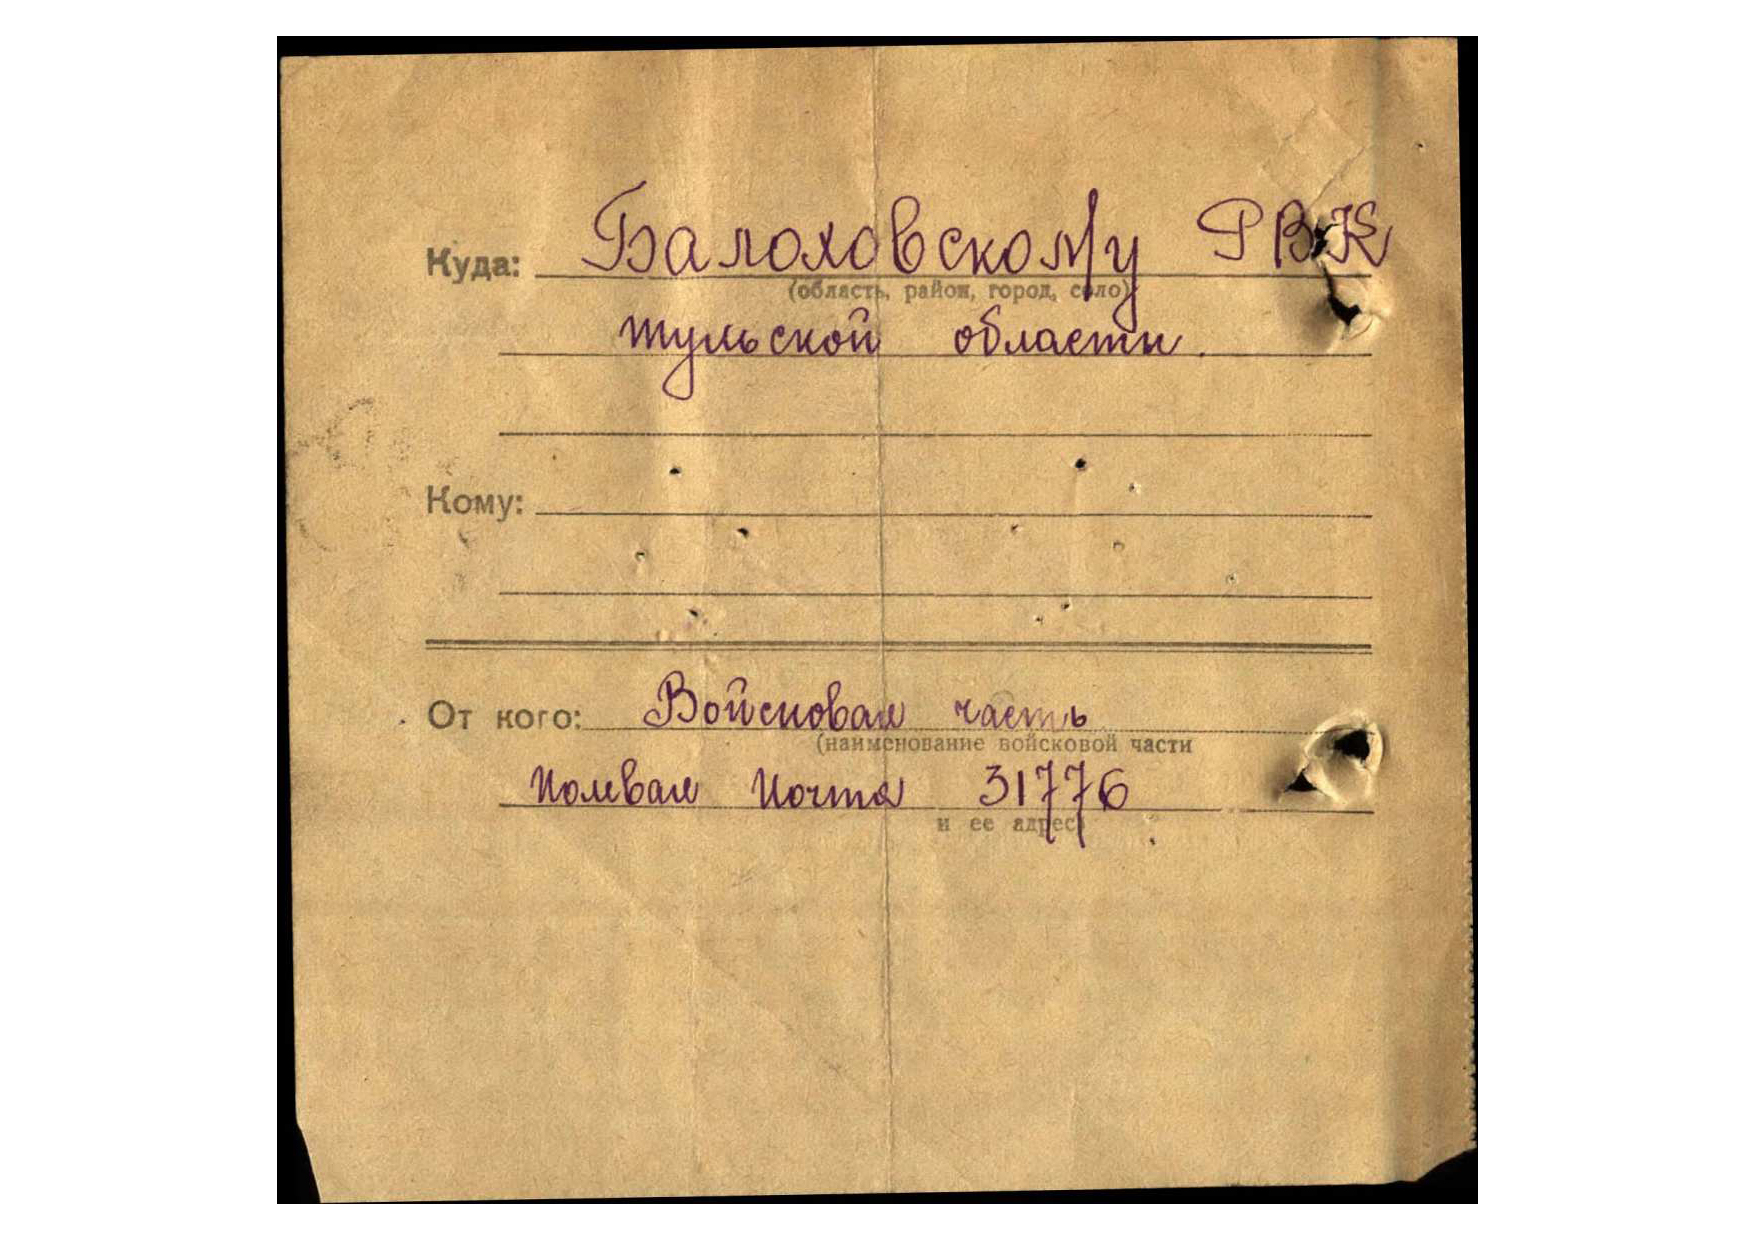 Куда: Балоховскому РВК
(область, район, город, село)
тульской области.
Кому:
От кого: Войсковая часть
(наименование войсковой части
Полевая Почта 31776
и ее адрес)